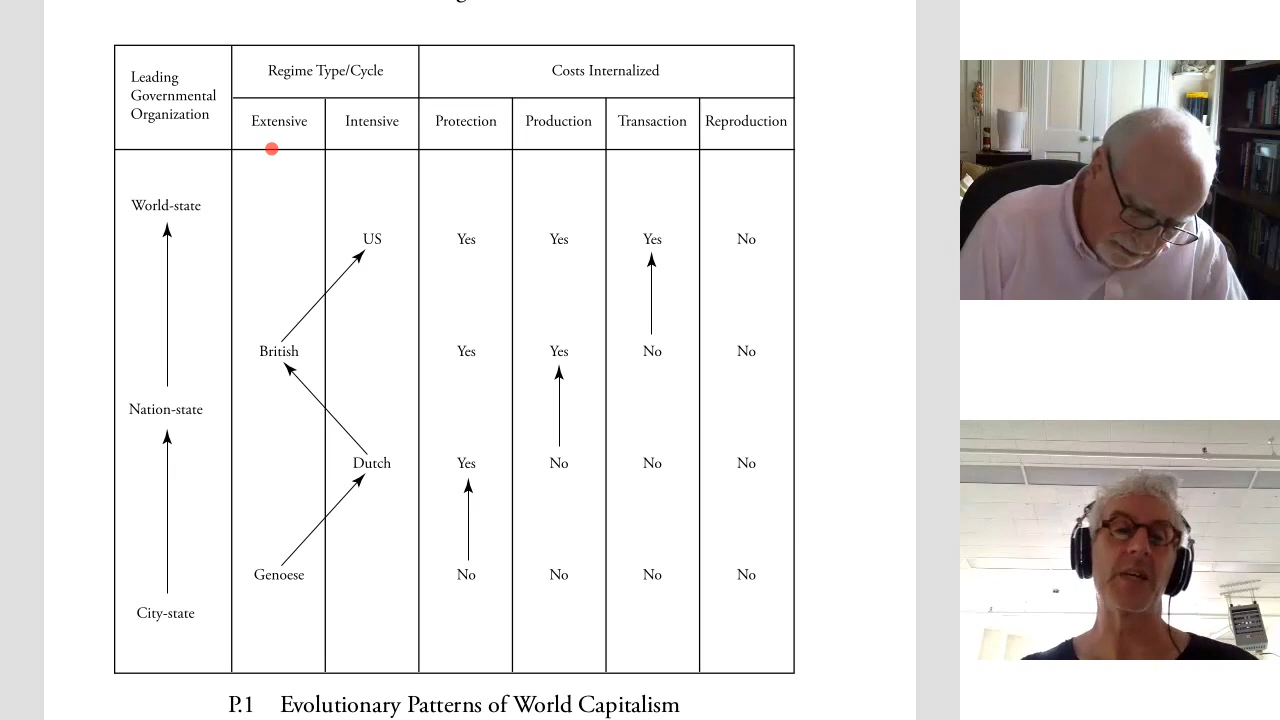 Leading
Governmental
Organization
Regime Type/Cycle
Costs Internalized
Extensive
Intensive
Protection
Production
Transaction
Reproduction
World-state
US
Yes
Yes
Yes
No
British
Yes
Yes
No
No
Nation-state
Dutch
Yes
No
No
No
Genoese
No
No
No
No
City-state
P.1 Evolutionary Patterns of World Capitalism